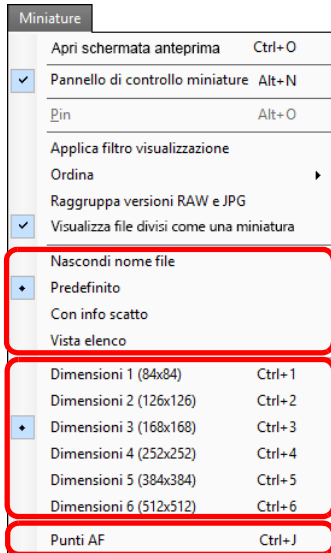 Miniature
Apri schermata anteprima Ctrl+O
Pannello di controllo miniature Alt+N
Pin Alt+O
Applica filtro visualizzazione
Ordina
Raggruppa versioni RAW e JPG
Visualizza file divisi come una miniatura
Nascondi nome file
Predefinito
Con info scatto
Vista elenco
Dimensioni 1 (84x84) Ctrl+1
Dimensioni 2 (126x126) Ctrl+2
Dimensioni 3 (168x168) Ctrl+3
Dimensioni 4 (252x252) Ctrl+4
Dimensioni 5 (384x384) Ctrl+5
Dimensioni 6 (512x512) Ctrl+6
Punti AF Ctrl+J